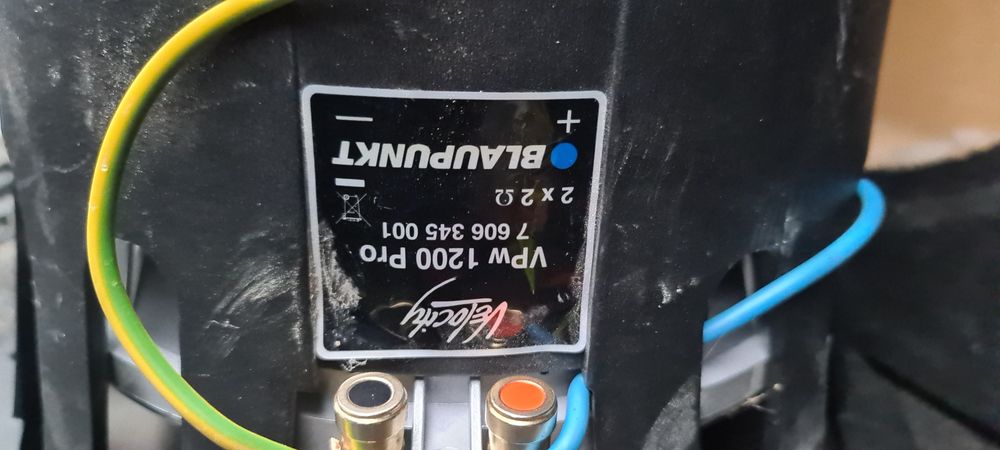 Velocity
VPw 1200 Pro
7 606 345 001
2 x 2 Ω
BLAUPUNKT
+ −